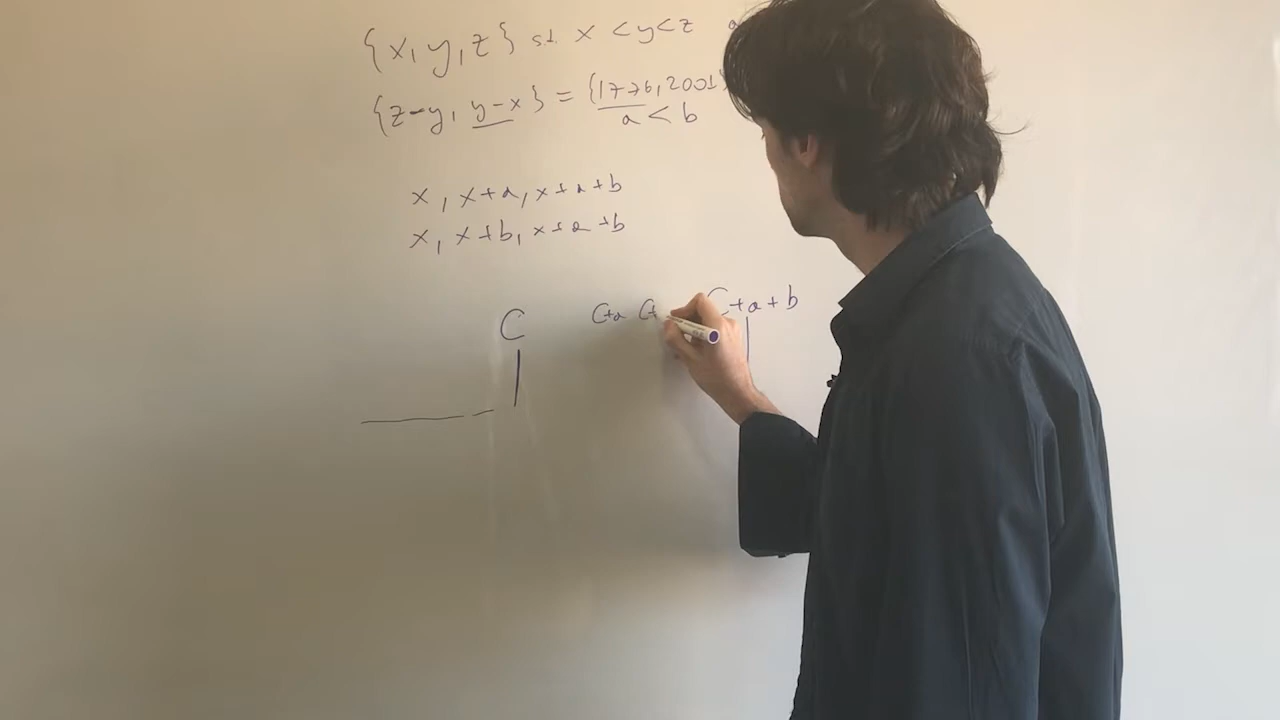 {x, y, z} s.t. x < y < z
{z-y, y-x} = {1776, 2001
a < b
x, x+a, x+a+b
x, x+b, x+a+b
C C+a C+ C+a+b